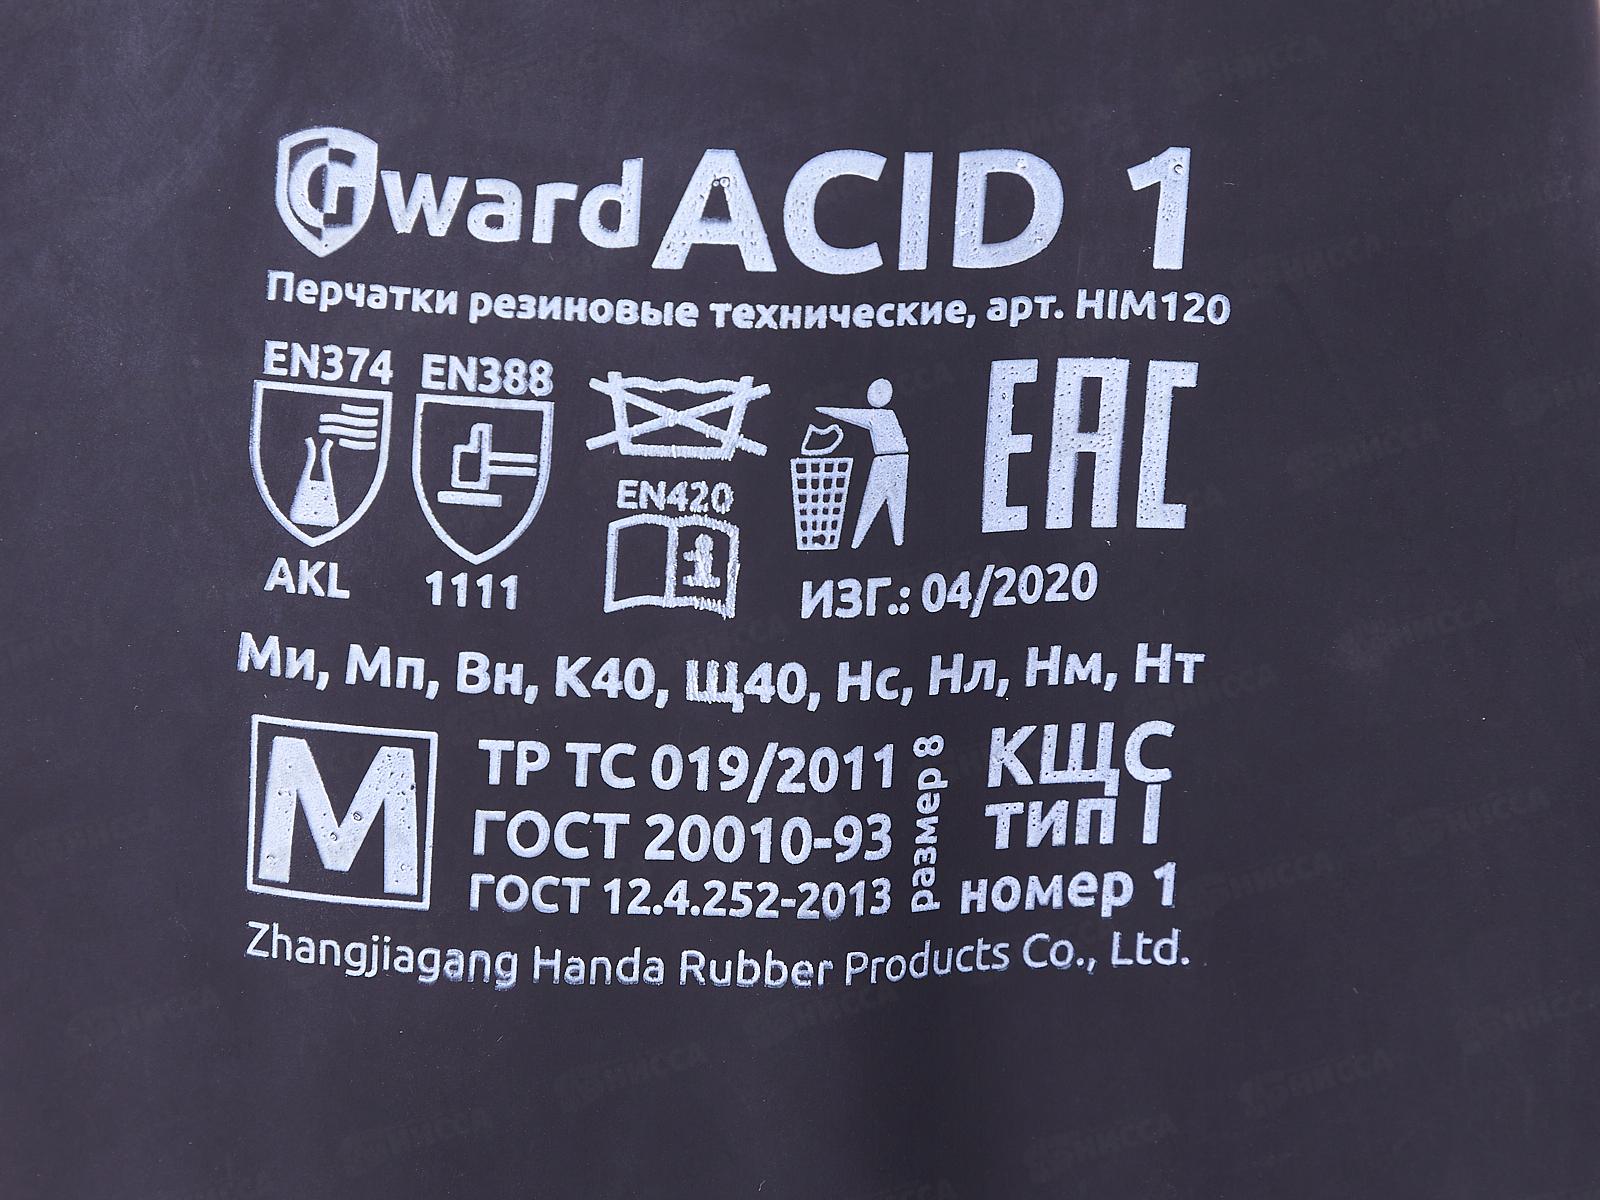 Gward ACID 1
Перчатки резиновые технические, арт. HIM120
EN374 EN388
EN420
AKL 1111
EAC
ИЗГ.: 04/2020
Ми, Мп, Вн, К40, Щ40, Нс, Нл, Нм, Нт
M
ТР ТС 019/2011
ГОСТ 20010-93
ГОСТ 12.4.252-2013
размер 8
КЩС
тип I
номер 1
Zhangjiagang Handa Rubber Products Co., Ltd.
НИССА